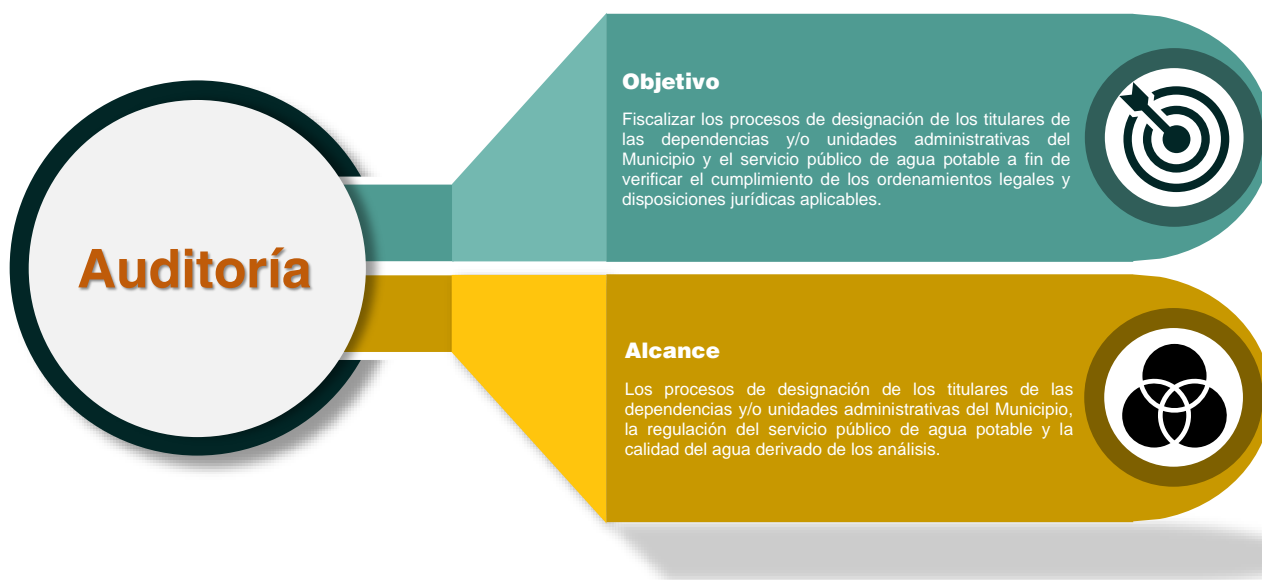 Auditoría
Objetivo
Fiscalizar los procesos de designación de los titulares de
las dependencias y/o unidades administrativas del
Municipio y el servicio público de agua potable a fin de
verificar el cumplimiento de los ordenamientos legales y
disposiciones jurídicas aplicables.
Alcance
Los procesos de designación de los titulares de las
dependencias y/o unidades administrativas del Municipio,
la regulación del servicio público de agua potable y la
calidad del agua derivado de los análisis.